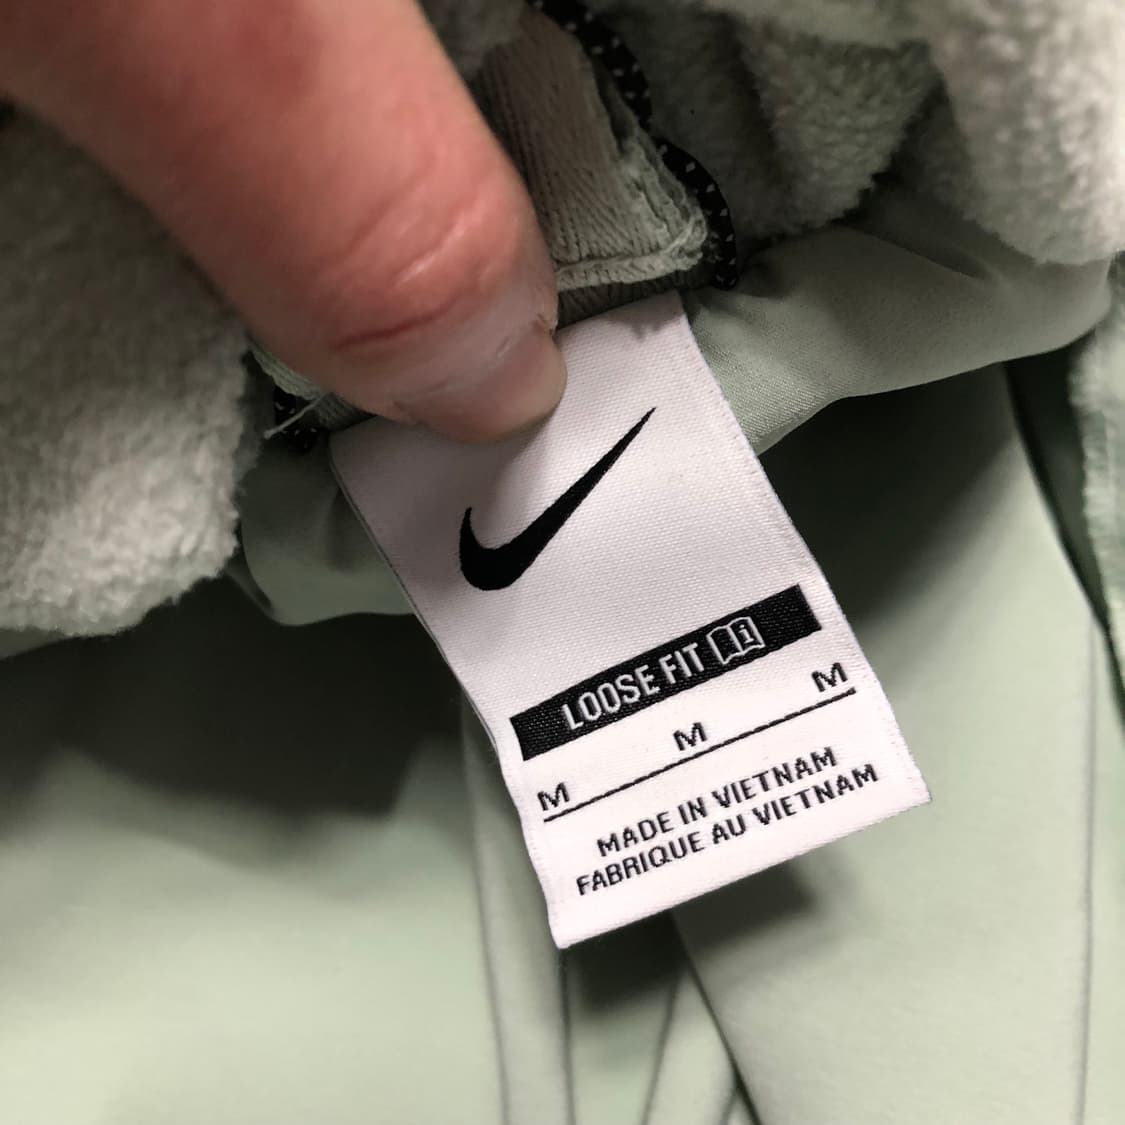 LOOSE FIT i
M M M
MADE IN VIETNAM
FABRIQUE AU VIETNAM